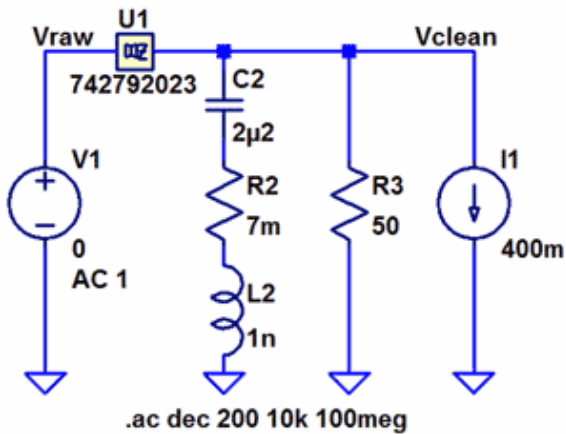 U1
Vraw
Vclean
742792023
C2
2µ2
V1
R2
R3
I1
7m
50
400m
0
AC 1
L2
1n
.ac dec 200 10k 100meg